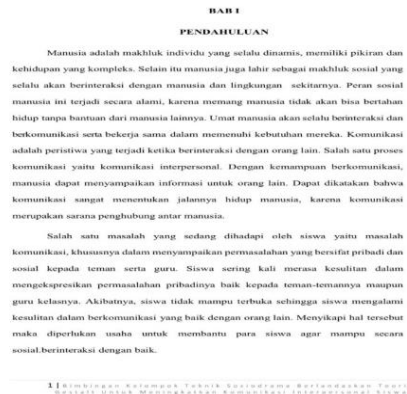 BAB I
PENDAHULUAN
Manusia adalah makhluk individu yang selalu dinamis, memiliki pikiran dan
kehidupan yang kompleks. Selain itu manusia juga lahir sebagai makhluk sosial yang
selalu akan berinteraksi dengan manusia dan lingkungan sekitarnya. Peran sosial
manusia ini terjadi secara alami, karena memang manusia tidak akan bisa bertahan
hidup tanpa bantuan dari manusia lainnya. Umat manusia akan selalu berinteraksi dan
berkomunikasi serta bekerja sama dalam memenuhi kebutuhan mereka. Komunikasi
adalah peristiwa yang terjadi ketika berinteraksi dengan orang lain. Salah satu proses
komunikasi yaitu komunikasi interpersonal. Dengan kemampuan berkomunikasi,
manusia dapat menyampaikan informasi untuk orang lain. Dapat dikatakan bahwa
komunikasi sangat menentukan jalannya hidup manusia, karena komunikasi
merupakan sarana penghubung antar manusia.
Salah satu masalah yang sedang dihadapi oleh siswa yaitu masalah
komunikasi, khususnya dalam menyampaikan permasalahan yang bersifat pribadi dan
sosial kepada teman serta guru. Siswa sering kali merasa kesulitan dalam
mengekspresikan permasalahan pribadinya baik kepada teman-temannya maupun
guru kelasnya. Akibatnya, siswa tidak mampu terbuka sehingga siswa mengalami
kesulitan dalam berkomunikasi yang baik dengan orang lain. Menyikapi hal tersebut
maka diperlukan usaha untuk membantu para siswa agar mampu secara
sosial.berinteraksi dengan baik.
1 | Bimbingan Kelompok Teknik Sosiodrama Berlandaskan Teori
Gestalt Untuk Meningkatkan Komunikasi Interpersonal Siswa